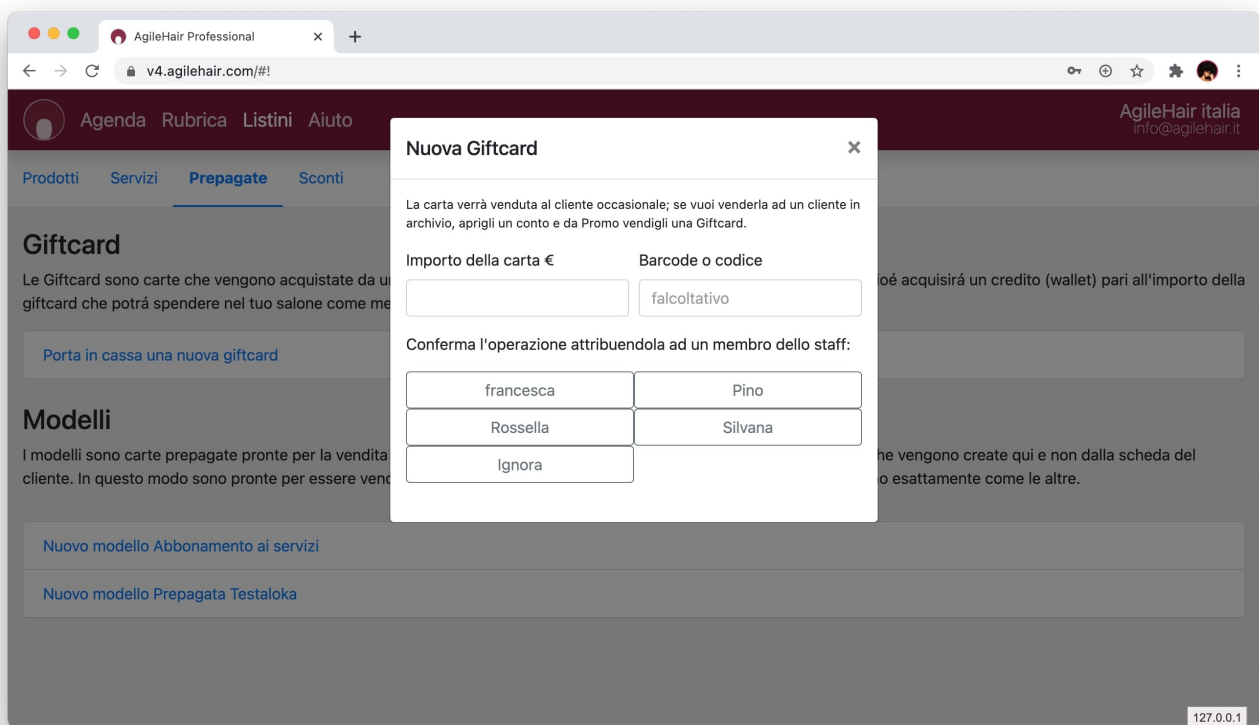 AgileHair Professional
v4.agilehair.com/#!
Agenda Rubrica Listini Aiuto
AgileHair italia
info@agilehair.it
Prodotti Servizi Prepagate Sconti
Nuova Giftcard
La carta verrà venduta al cliente occasionale; se vuoi venderla ad un cliente in
archivio, aprigli un conto e da Promo vendigli una Giftcard.
Importo della carta € Barcode o codice
falcoltativo
Conferma l'operazione attribuendola ad un membro dello staff:
francesca Pino
Rossella Silvana
Ignora
Giftcard
Le Giftcard sono carte che vengono acquistate da
acquisirá un credito (wallet) pari all'importo della
giftcard che potrá spendere nel tuo salone come
Porta in cassa una nuova giftcard
Modelli
I modelli sono carte prepagate pronte per la vendita
vengono create qui e non dalla scheda del
cliente. In questo modo sono pronte per essere
esattamente come le altre.
Nuovo modello Abbonamento ai servizi
Nuovo modello Prepagata Testaloka
127.0.0.1